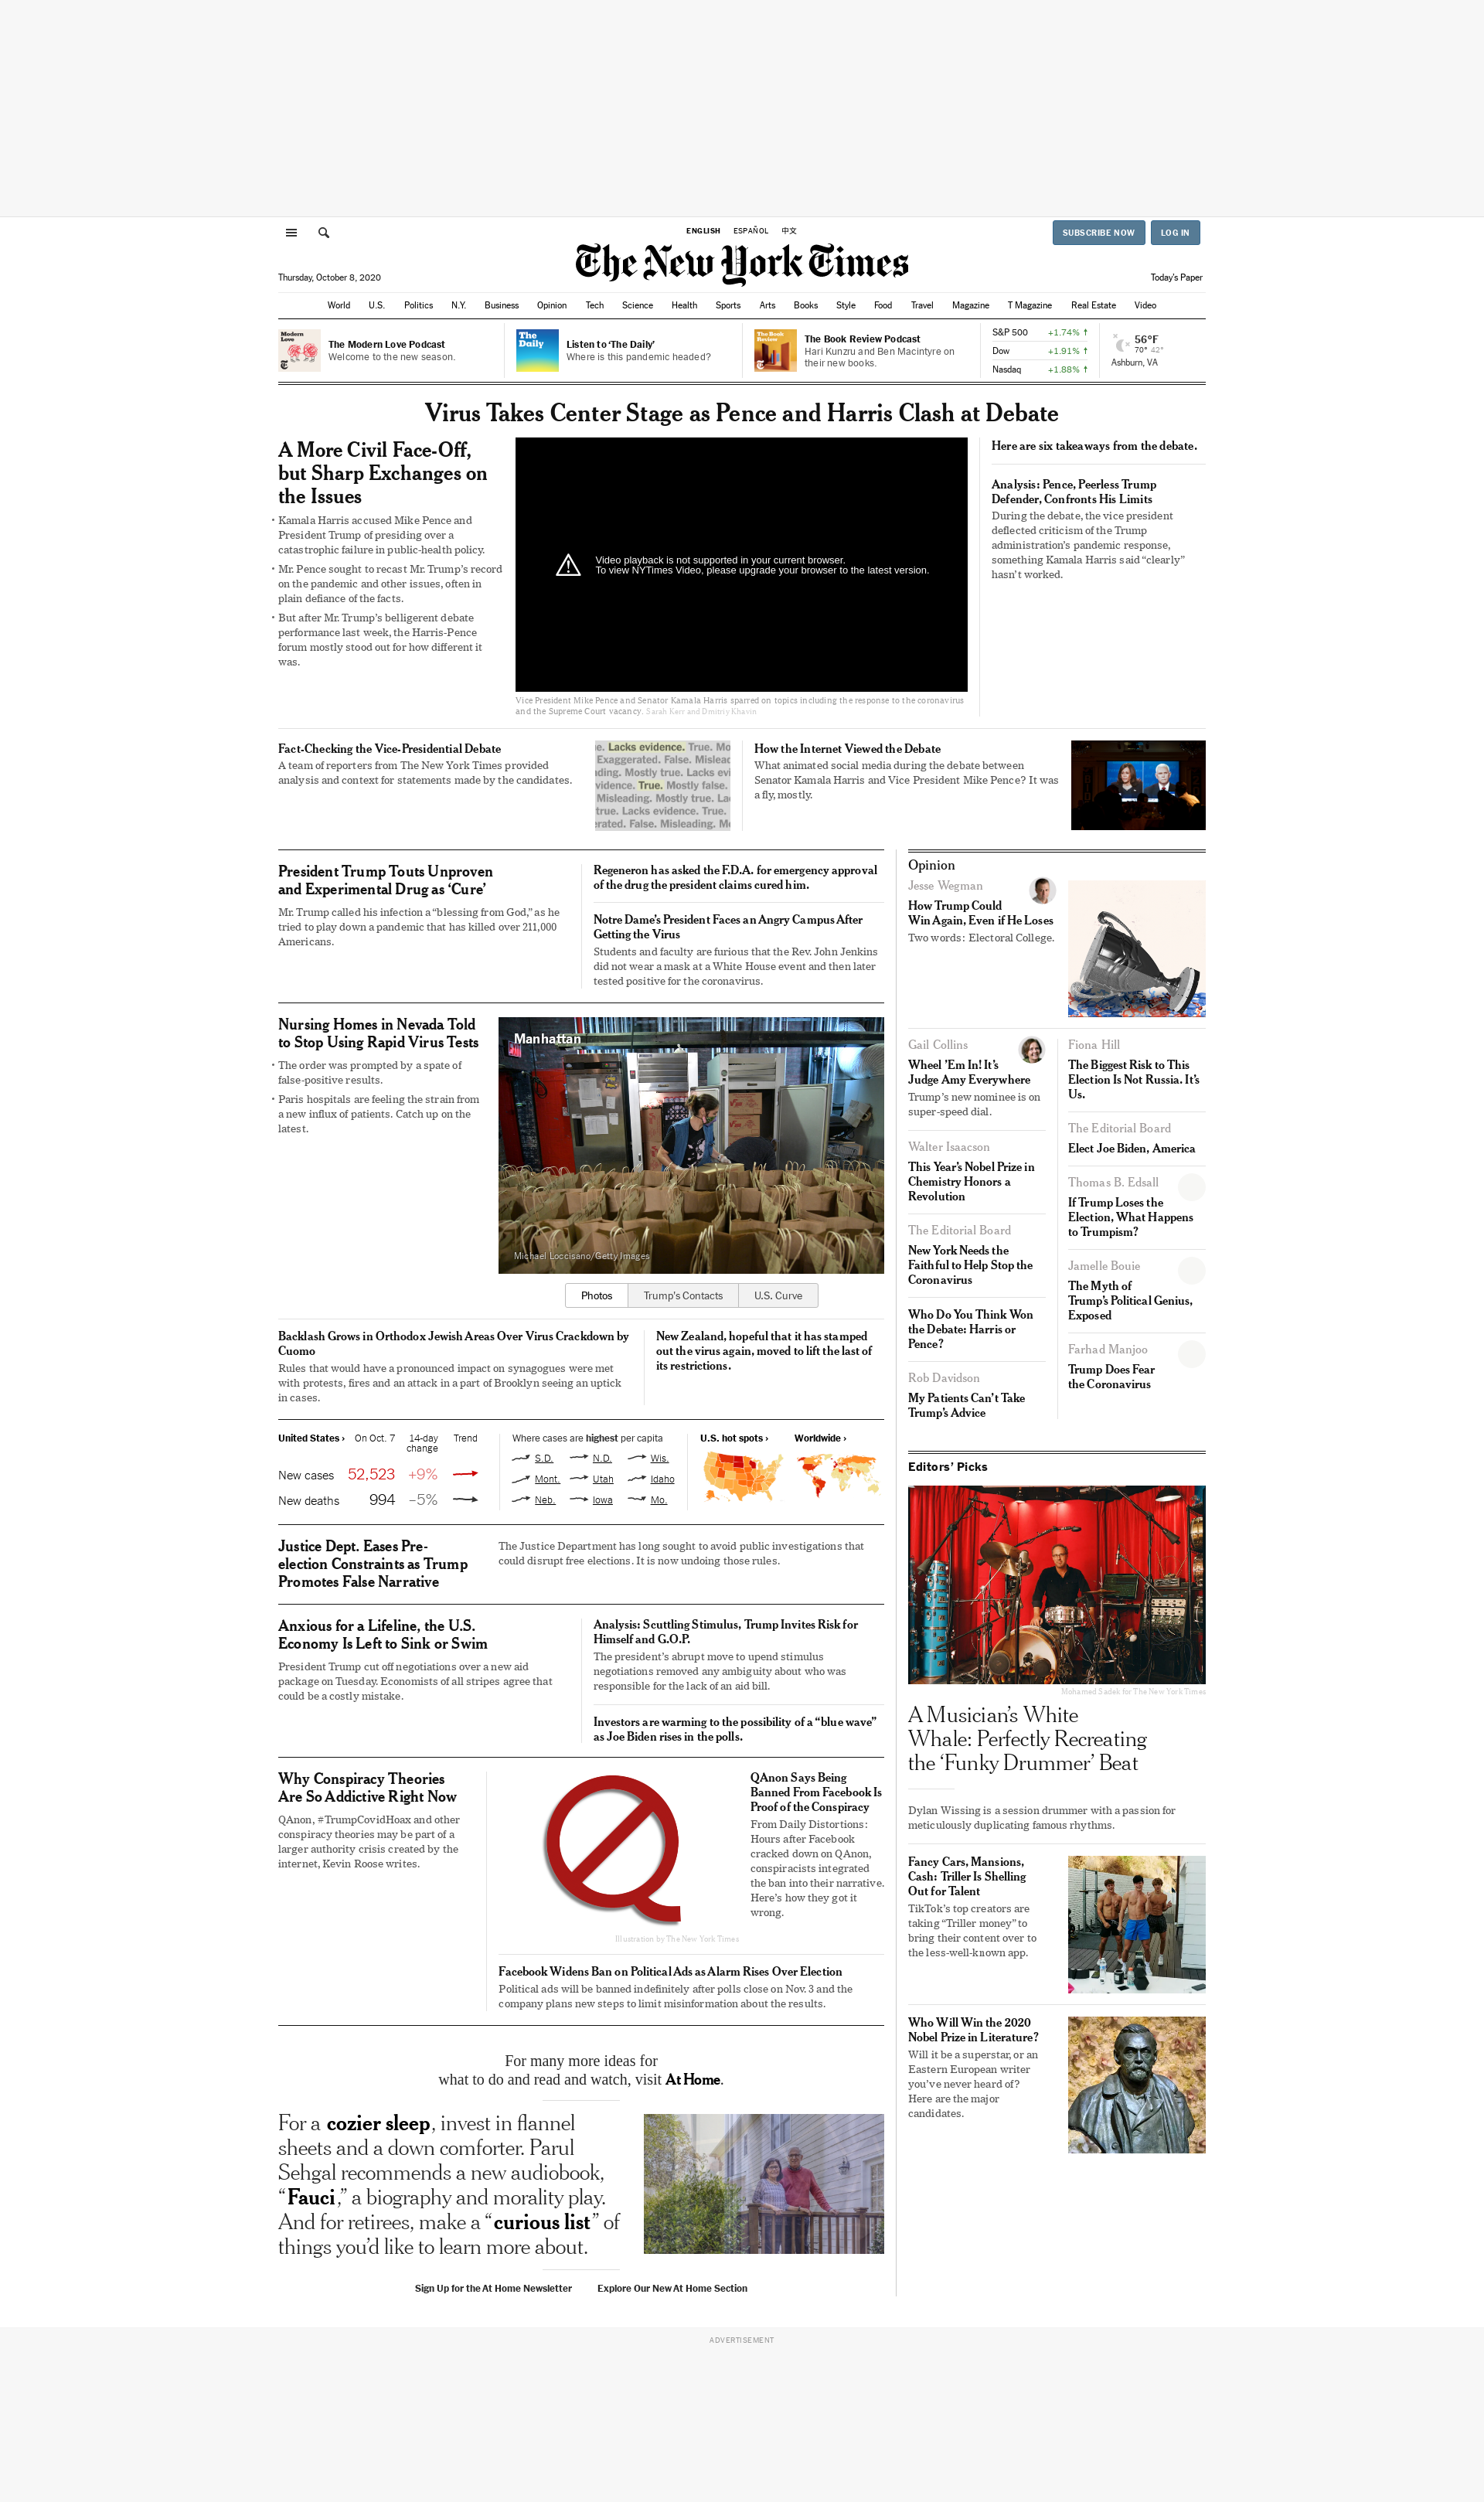 ENGLISH ESPAÑOL 中文
SUBSCRIBE NOW LOG IN
The New York Times
Thursday, October 8, 2020
Today's Paper
World U.S. Politics N.Y. Business Opinion Tech Science Health Sports Arts Books Style Food Travel Magazine T Magazine Real Estate Video
Modern
Love
The Modern Love Podcast
Welcome to the new season.
The
Daily
Listen to ‘The Daily’
Where is this pandemic headed?
The Book
Review
The Book Review Podcast
Hari Kunzru and Ben Macintyre on
their new books.
S&P 500 +1.74% ↑
Dow +1.91% ↑
Nasdaq +1.88% ↑
56°F
70° 42°
Ashburn, VA
Virus Takes Center Stage as Pence and Harris Clash at Debate
A More Civil Face-Off,
but Sharp Exchanges on
the Issues
• Kamala Harris accused Mike Pence and
President Trump of presiding over a
catastrophic failure in public-health policy.
• Mr. Pence sought to recast Mr. Trump’s record
on the pandemic and other issues, often in
plain defiance of the facts.
• But after Mr. Trump’s belligerent debate
performance last week, the Harris-Pence
forum mostly stood out for how different it
was.
Video playback is not supported in your current browser.
To view NYTimes Video, please upgrade your browser to the latest version.
Vice President Mike Pence and Senator Kamala Harris sparred on topics including the response to the coronavirus
and the Supreme Court vacancy. Sarah Kerr and Dmitriy Khavin
Here are six takeaways from the debate.
Analysis: Pence, Peerless Trump
Defender, Confronts His Limits
During the debate, the vice president
deflected criticism of the Trump
administration’s pandemic response,
something Kamala Harris said “clearly”
hasn’t worked.
Fact-Checking the Vice-Presidential Debate
A team of reporters from The New York Times provided
analysis and context for statements made by the candidates.
e. Lacks evidence. True. Mo
Exaggerated. False. Mislea
ding. Mostly true. Lacks evi
vidence. True. Mostly false.
Misleading. Mostly true. La
true. Lacks evidence. True.
erated. False. Misleading. Mo
How the Internet Viewed the Debate
What animated social media during the debate between
Senator Kamala Harris and Vice President Mike Pence? It was
a fly, mostly.
President Trump Touts Unproven
and Experimental Drug as ‘Cure’
Mr. Trump called his infection a “blessing from God,” as he
tried to play down a pandemic that has killed over 211,000
Americans.
Regeneron has asked the F.D.A. for emergency approval
of the drug the president claims cured him.
Notre Dame’s President Faces an Angry Campus After
Getting the Virus
Students and faculty are furious that the Rev. John Jenkins
did not wear a mask at a White House event and then later
tested positive for the coronavirus.
Nursing Homes in Nevada Told
to Stop Using Rapid Virus Tests
• The order was prompted by a spate of
false-positive results.
• Paris hospitals are feeling the strain from
a new influx of patients. Catch up on the
latest.
Manhattan
Michael Loccisano/Getty Images
Photos Trump’s Contacts U.S. Curve
Backlash Grows in Orthodox Jewish Areas Over Virus Crackdown by
Cuomo
Rules that would have a pronounced impact on synagogues were met
with protests, fires and an attack in a part of Brooklyn seeing an uptick
in cases.
New Zealand, hopeful that it has stamped
out the virus again, moved to lift the last of
its restrictions.
United States › On Oct. 7 14-day
change Trend
New cases 52,523 +9%
New deaths 994 –5%
Where cases are highest per capita
S.D. N.D. Wis.
Mont. Utah Idaho
Neb. Iowa Mo.
U.S. hot spots › Worldwide ›
Justice Dept. Eases Pre-
election Constraints as Trump
Promotes False Narrative
The Justice Department has long sought to avoid public investigations that
could disrupt free elections. It is now undoing those rules.
Anxious for a Lifeline, the U.S.
Economy Is Left to Sink or Swim
President Trump cut off negotiations over a new aid
package on Tuesday. Economists of all stripes agree that
could be a costly mistake.
Analysis: Scuttling Stimulus, Trump Invites Risk for
Himself and G.O.P.
The president’s abrupt move to upend stimulus
negotiations removed any ambiguity about who was
responsible for the lack of an aid bill.
Investors are warming to the possibility of a “blue wave”
as Joe Biden rises in the polls.
Why Conspiracy Theories
Are So Addictive Right Now
QAnon, #TrumpCovidHoax and other
conspiracy theories may be part of a
larger authority crisis created by the
internet, Kevin Roose writes.
Illustration by The New York Times
QAnon Says Being
Banned From Facebook Is
Proof of the Conspiracy
From Daily Distortions:
Hours after Facebook
cracked down on QAnon,
conspiracists integrated
the ban into their narrative.
Here’s how they got it
wrong.
Facebook Widens Ban on Political Ads as Alarm Rises Over Election
Political ads will be banned indefinitely after polls close on Nov. 3 and the
company plans new steps to limit misinformation about the results.
For many more ideas for
what to do and read and watch, visit At Home.
For a cozier sleep, invest in flannel
sheets and a down comforter. Parul
Sehgal recommends a new audiobook,
“Fauci,” a biography and morality play.
And for retirees, make a “curious list” of
things you’d like to learn more about.
Sign Up for the At Home Newsletter Explore Our New At Home Section
Opinion
Jesse Wegman
How Trump Could
Win Again, Even if He Loses
Two words: Electoral College.
Gail Collins
Wheel ’Em In! It’s
Judge Amy Everywhere
Trump’s new nominee is on
super-speed dial.
Walter Isaacson
This Year’s Nobel Prize in
Chemistry Honors a
Revolution
The Editorial Board
New York Needs the
Faithful to Help Stop the
Coronavirus
Who Do You Think Won
the Debate: Harris or
Pence?
Rob Davidson
My Patients Can’t Take
Trump’s Advice
Fiona Hill
The Biggest Risk to This
Election Is Not Russia. It’s
Us.
The Editorial Board
Elect Joe Biden, America
Thomas B. Edsall
If Trump Loses the
Election, What Happens
to Trumpism?
Jamelle Bouie
The Myth of
Trump’s Political Genius,
Exposed
Farhad Manjoo
Trump Does Fear
the Coronavirus
Editors’ Picks
Mohamed Sadek for The New York Times
A Musician’s White
Whale: Perfectly Recreating
the ‘Funky Drummer’ Beat
Dylan Wissing is a session drummer with a passion for
meticulously duplicating famous rhythms.
Fancy Cars, Mansions,
Cash: Triller Is Shelling
Out for Talent
TikTok’s top creators are
taking “Triller money” to
bring their content over to
the less-well-known app.
Who Will Win the 2020
Nobel Prize in Literature?
Will it be a superstar, or an
Eastern European writer
you’ve never heard of?
Here are the major
candidates.
ADVERTISEMENT